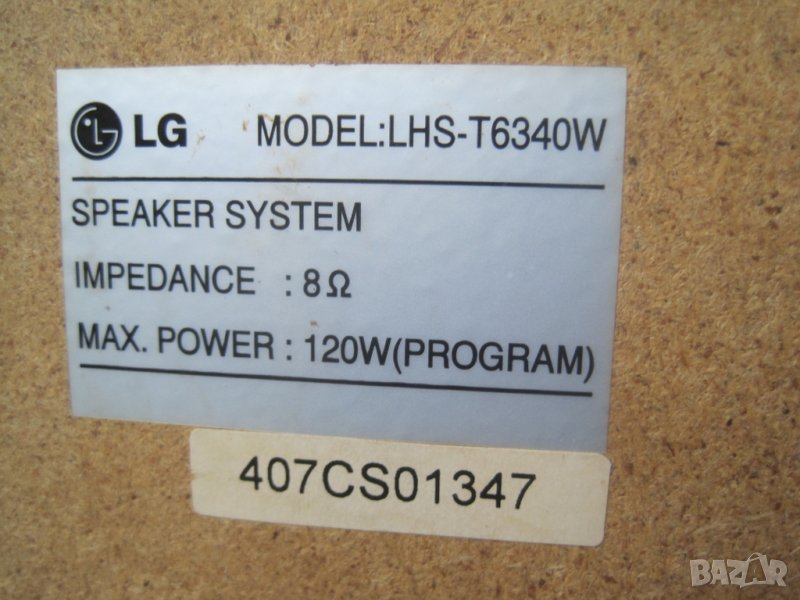 LG MODEL:LHS-T6340W
SPEAKER SYSTEM
IMPEDANCE : 8Ω
MAX. POWER : 120W(PROGRAM)
407CS01347
BAZAR